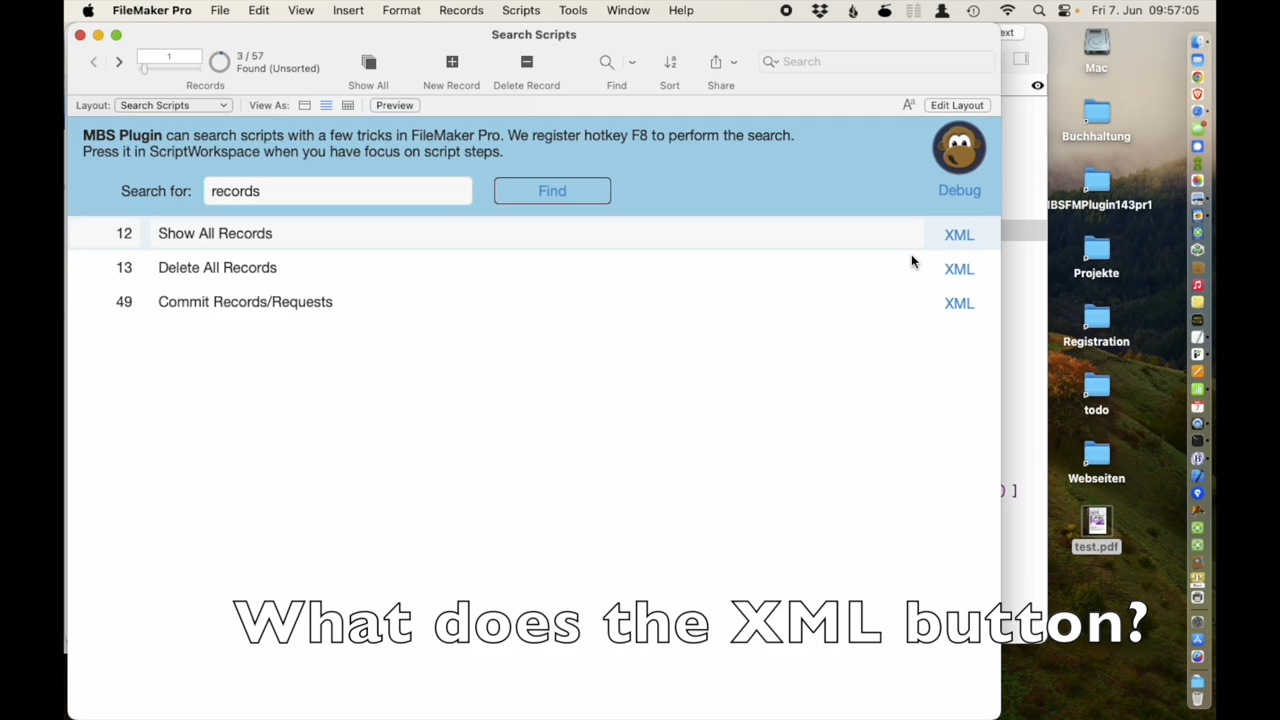 FileMaker Pro File Edit View Insert Format Records Scripts Tools Window Help Fri 7. Jun 09:57:05
Search Scripts
ext
1
3 / 57
Found (Unsorted)
Search
Records Show All New Record Delete Record Find Sort Share
Layout: Search Scripts View As: Preview Aa Edit Layout
MBS Plugin can search scripts with a few tricks in FileMaker Pro. We register hotkey F8 to perform the search.
Press it in ScriptWorkspace when you have focus on script steps.
Search for: records Find Debug
12 Show All Records XML
13 Delete All Records XML
49 Commit Records/Requests XML
) ]
Mac
Buchhaltung
IBSFMPlugin143pr1
Projekte
Registration
todo
Webseiten
test.pdf
What does the XML button?